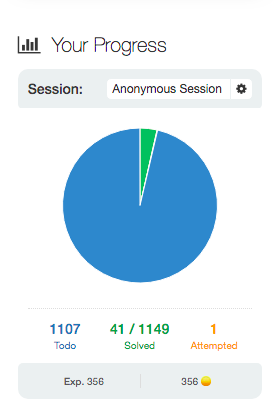 Your Progress
Session: Anonymous Session
1107 41 / 1149 1
Todo Solved Attempted
Exp. 356 356